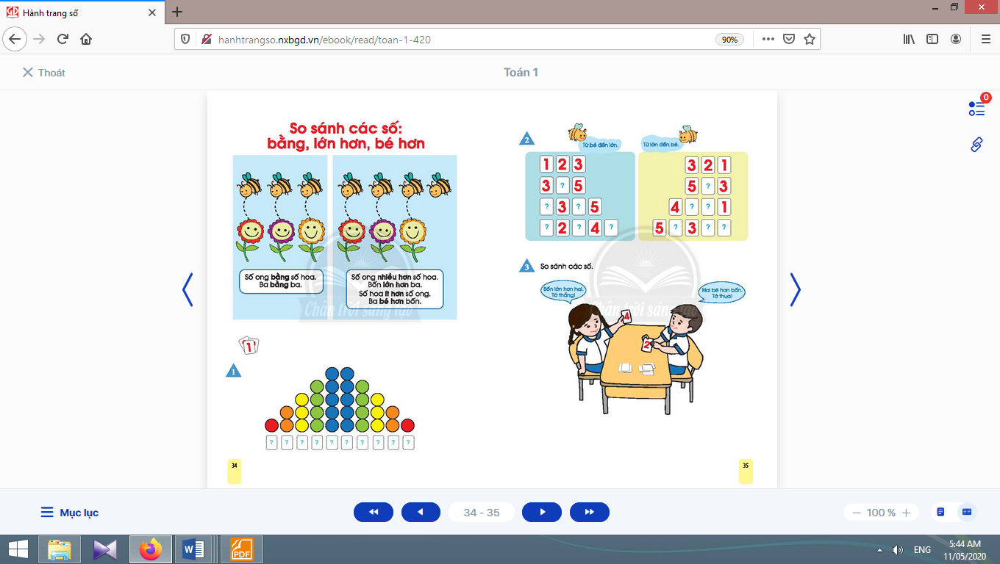 Hành trang số
hanhtrangso.nxbgd.vn/ebook/read/toan-1-420
90%
Thoát
Toán 1
0
So sánh các số:
bằng, lớn hơn, bé hơn
Số ong bằng số hoa.
Ba bằng ba.
Số ong nhiều hơn số hoa.
Bốn lớn hơn ba.
Số hoa ít hơn số ong.
Ba bé hơn bốn.
1
1
? ? ? ? ? ? ? ? ? ?
34
2
Từ bé đến lớn.
1 2 3
3 ? 5
? 3 ? 5
? 2 ? 4 ?
Từ lớn đến bé.
3 2 1
5 ? 3
4 ? ? 1
5 ? 3 ? ?
3 So sánh các số.
Bốn lớn hơn hai.
Tớ thắng!
Hai bé hơn bốn.
Tớ thua!
4
2
35
Chân trời sáng tạo
Chân trời sáng tạo
Mục lục
34 - 35
100 %
W
PDF
ENG
5:44 AM
11/05/2020